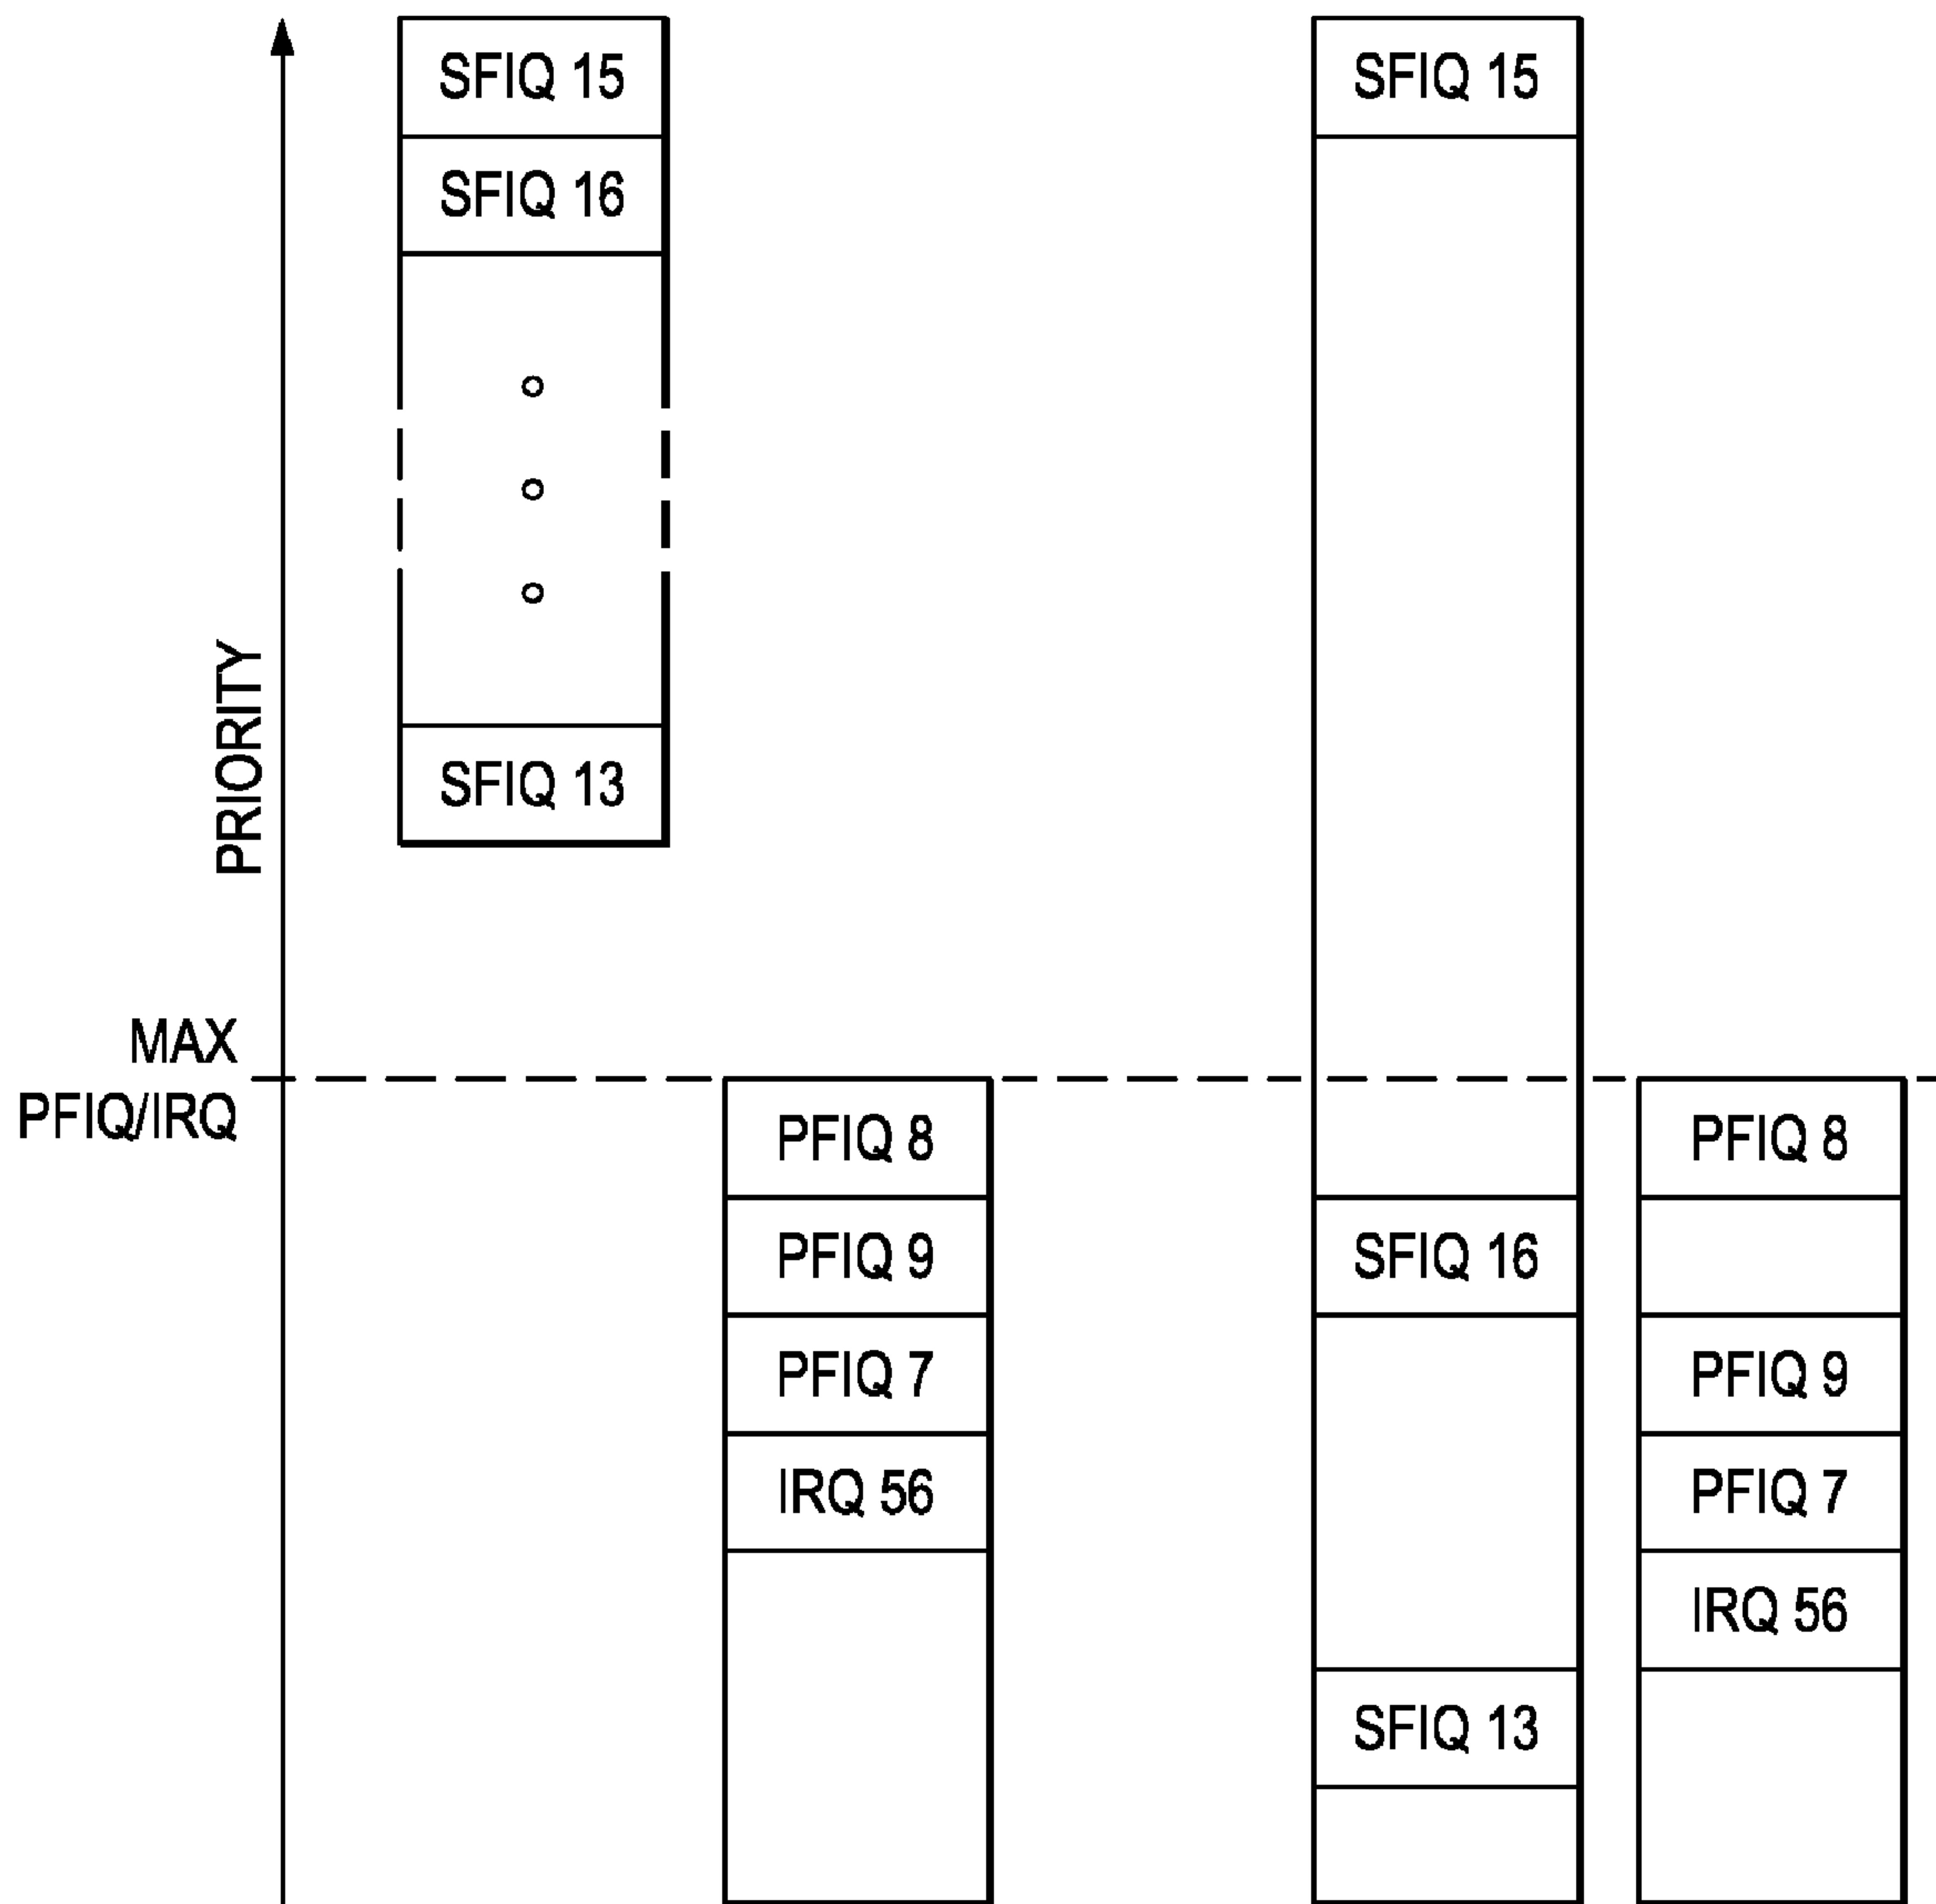 SFIQ 15
SFIQ 16
SFIQ 13
PRIORITY
MAX
PFIQ/IRQ
PFIQ 8
PFIQ 9
PFIQ 7
IRQ 56
SFIQ 15
SFIQ 16
SFIQ 13
PFIQ 8
PFIQ 9
PFIQ 7
IRQ 56